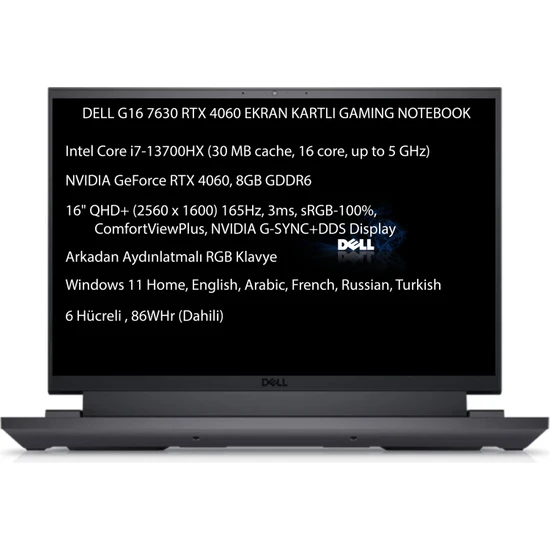 DELL G16 7630 RTX 4060 EKRAN KARTLI GAMING NOTEBOOK
Intel Core i7-13700HX (30 MB cache, 16 core, up to 5 GHz)
NVIDIA GeForce RTX 4060, 8GB GDDR6
16" QHD+ (2560 x 1600) 165Hz, 3ms, sRGB-100%,
ComfortViewPlus, NVIDIA G-SYNC+DDS Display
DELL
Arkadan Aydınlatmalı RGB Klavye
Windows 11 Home, English, Arabic, French, Russian, Turkish
6 Hücreli , 86WHr (Dahili)
DELL